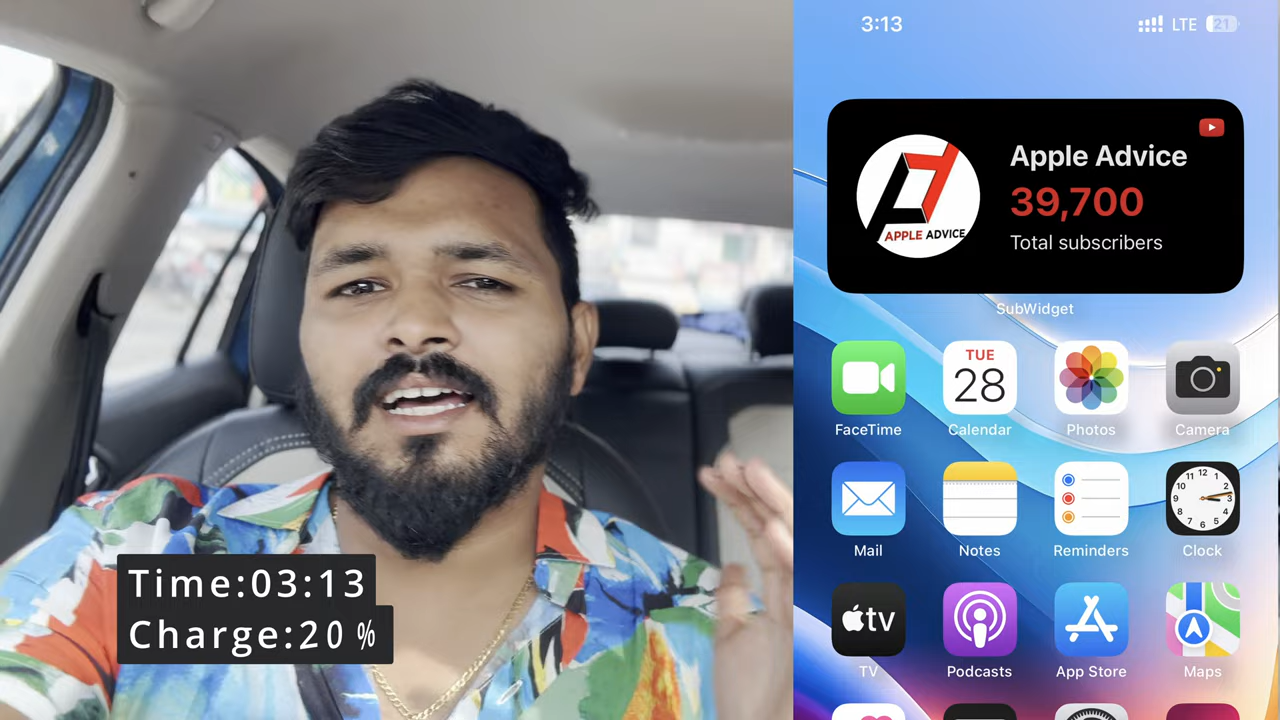 Time:03:13
Charge:20 %
3:13
LTE
21
Apple Advice
39,700
Total subscribers
APPLE ADVICE
SubWidget
TUE
28
FaceTime
Calendar
Photos
Camera
Mail
Notes
Reminders
Clock
tv
TV
Podcasts
App Store
Maps